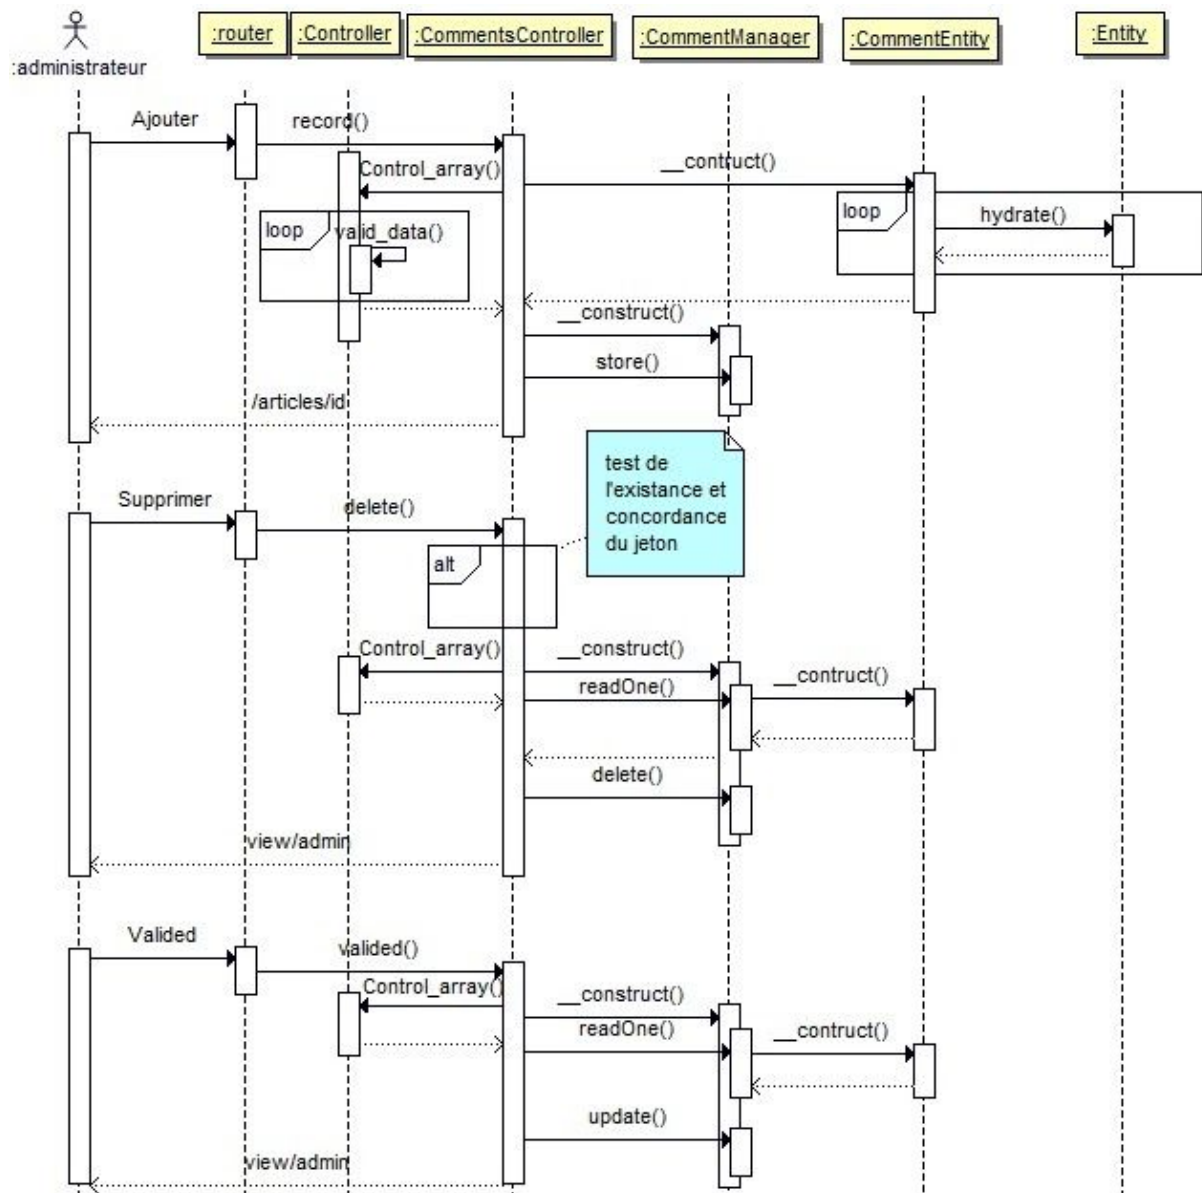 :administrateur
:router
:Controller
:CommentsController
:CommentManager
:CommentEntity
:Entity
Ajouter
record()
Control_array()
__contruct()
loop
valid_data()
loop
hydrate()
__construct()
store()
/articles/id
test de
l'existance et
concordance
du jeton
Supprimer
delete()
alt
Control_array()
__construct()
readOne()
__contruct()
delete()
view/admin
Valided
valided()
Control_array()
__construct()
readOne()
__contruct()
update()
view/admin